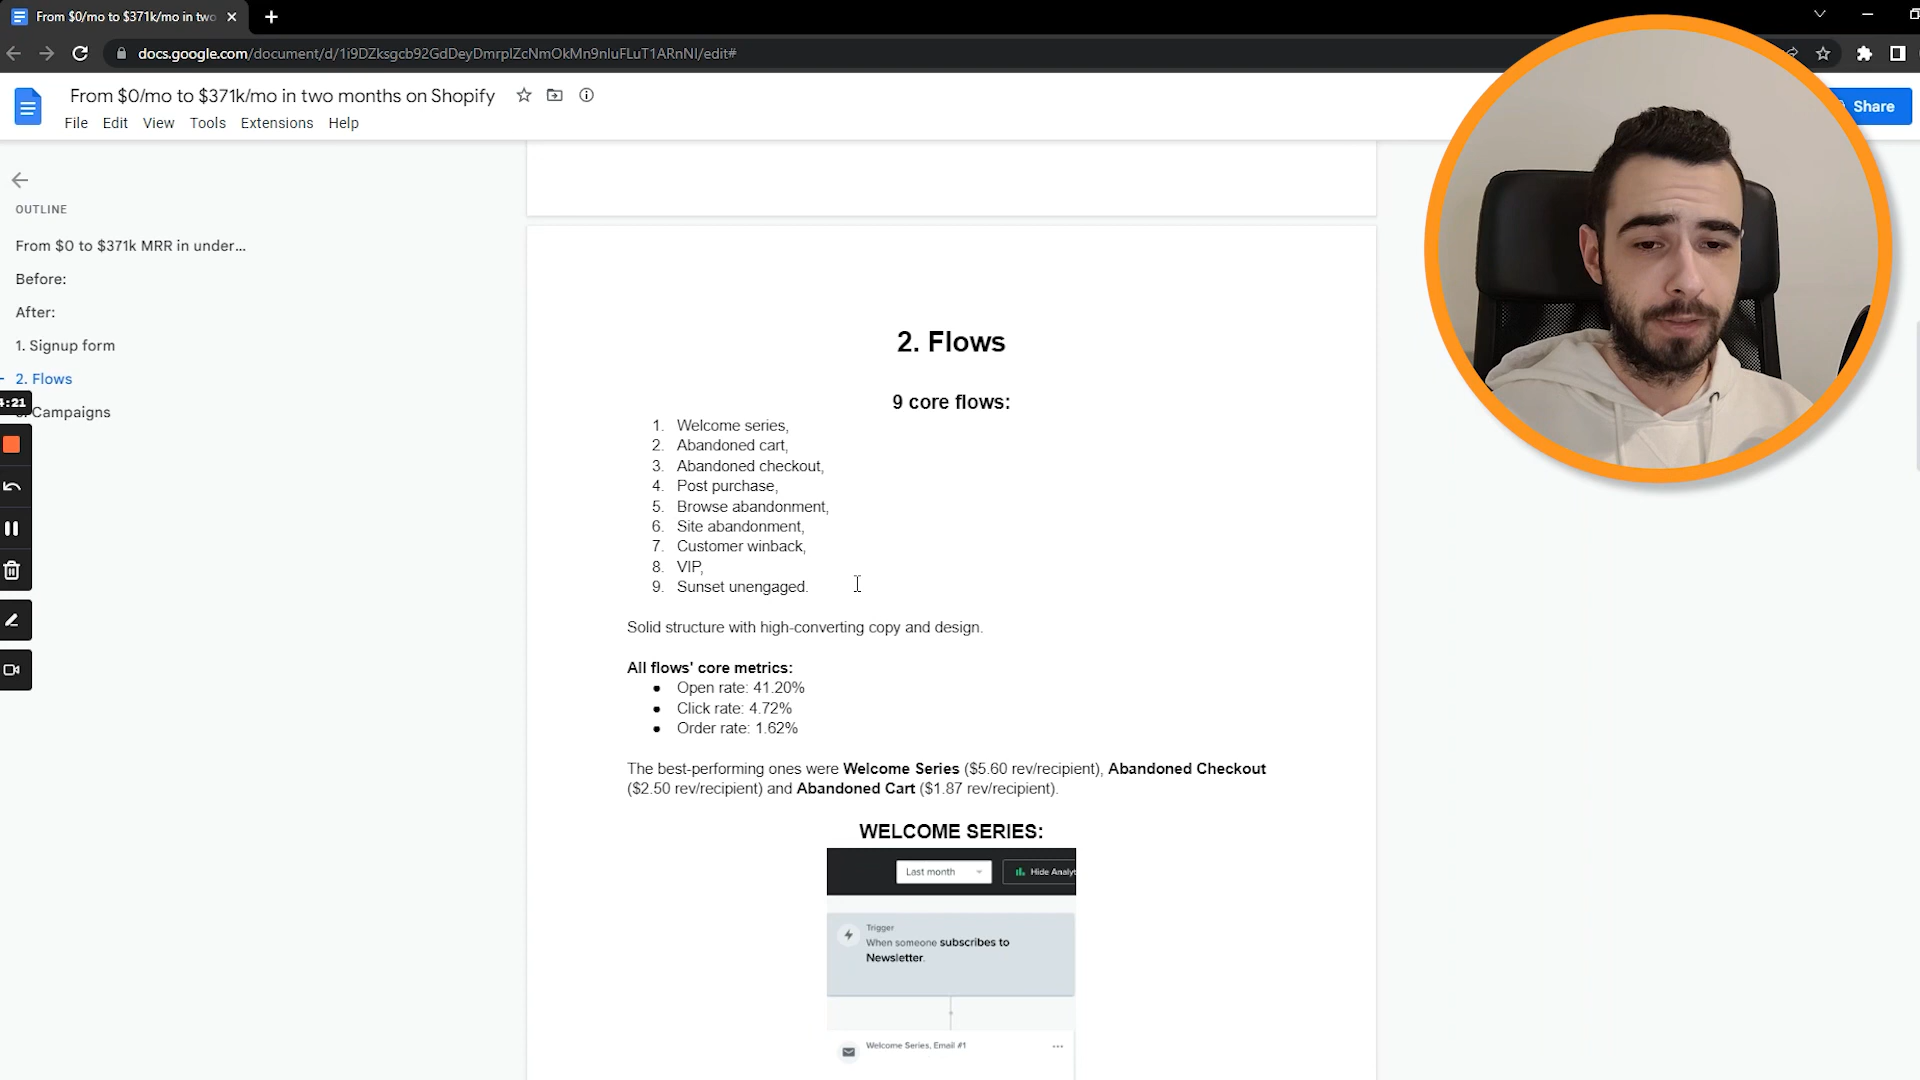 From $0/mo to $371k/mo in two
docs.google.com/document/d/1i9DZksgcb92GdDeyDmrpIZcNmOkMn9nluFLuT1ARnNI/edit#
From $0/mo to $371k/mo in two months on Shopify
Share
File Edit View Tools Extensions Help
OUTLINE
From $0 to $371k MRR in under...
Before:
After:
1. Signup form
2. Flows
4:21
Campaigns
2. Flows
9 core flows:
1. Welcome series,
2. Abandoned cart,
3. Abandoned checkout,
4. Post purchase,
5. Browse abandonment,
6. Site abandonment,
7. Customer winback,
8. VIP,
9. Sunset unengaged.
Solid structure with high-converting copy and design.
All flows' core metrics:
● Open rate: 41.20%
● Click rate: 4.72%
● Order rate: 1.62%
The best-performing ones were Welcome Series ($5.60 rev/recipient), Abandoned Checkout
($2.50 rev/recipient) and Abandoned Cart ($1.87 rev/recipient).
WELCOME SERIES:
Last month
Hide Analyt
Trigger
When someone subscribes to
Newsletter.
Welcome Series, Email #1